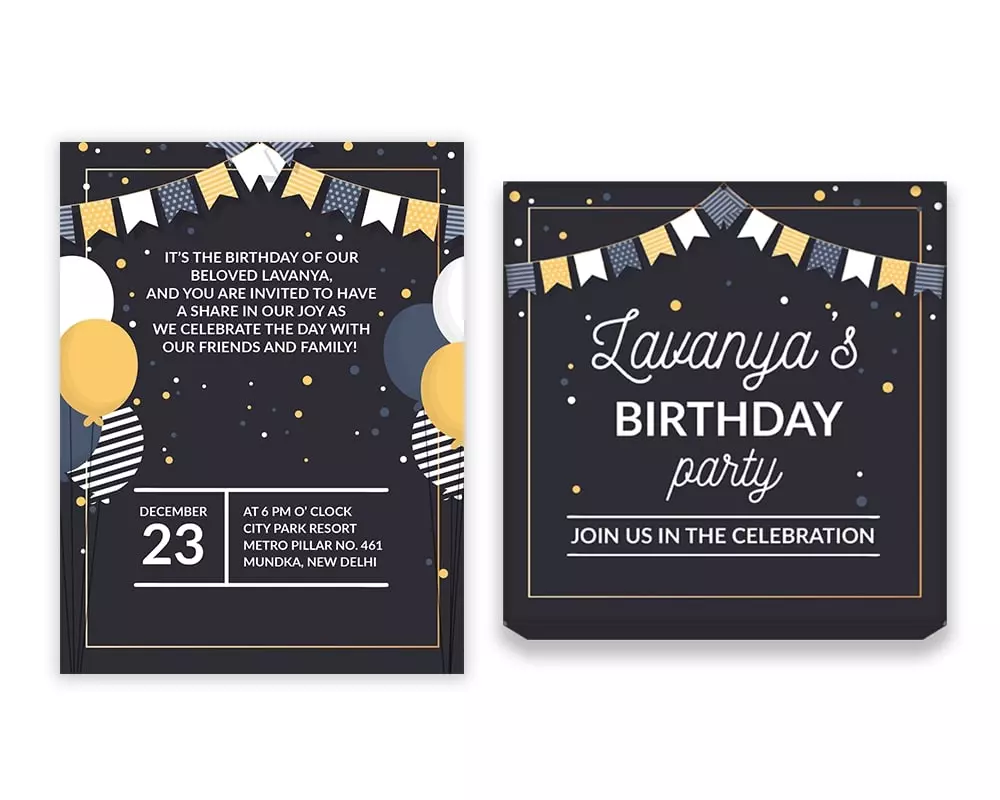 IT'S THE BIRTHDAY OF OUR
BELOVED LAVANYA,
AND YOU ARE INVITED TO HAVE
A SHARE IN OUR JOY AS
WE CELEBRATE THE DAY WITH
OUR FRIENDS AND FAMILY!
DECEMBER
23
AT 6 PM O' CLOCK
CITY PARK RESORT
METRO PILLAR NO. 461
MUNDKA, NEW DELHI
Lavanya's
BIRTHDAY
party
JOIN US IN THE CELEBRATION